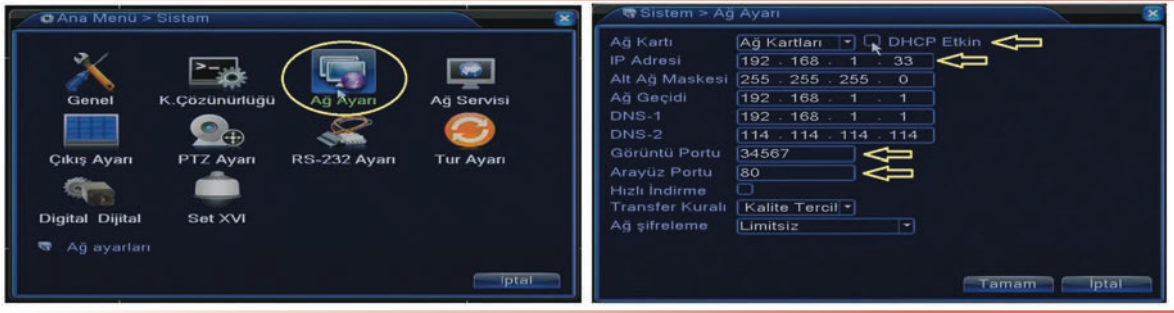 Ana Menü > Sistem
Genel K.Çözünürlüğü Ağ Ayarı Ağ Servisi
Çıkış Ayarı PTZ Ayarı RS-232 Ayarı Tur Ayarı
Digital Dijital Set XVI
Ağ ayarları
İptal
Sistem > Ağ Ayarı
Ağ Kartı Ağ Kartları DHCP Etkin
IP Adresi 192 . 168 . 1 . 33
Alt Ağ Maskesi 255 . 255 . 255 . 0
Ağ Geçidi 192 . 168 . 1 . 1
DNS-1 192 . 168 . 1 . 1
DNS-2 114 . 114 . 114 . 114
Görüntü Portu 34567
Arayüz Portu 80
Hızlı İndirme
Transfer Kuralı Kalite Tercil
Ağ şifreleme Limitsiz
Tamam İptal